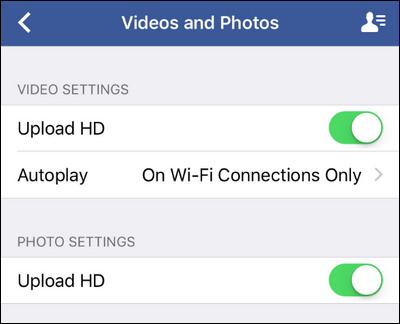 Videos and Photos
VIDEO SETTINGS
Upload HD
Autoplay On Wi-Fi Connections Only
PHOTO SETTINGS
Upload HD